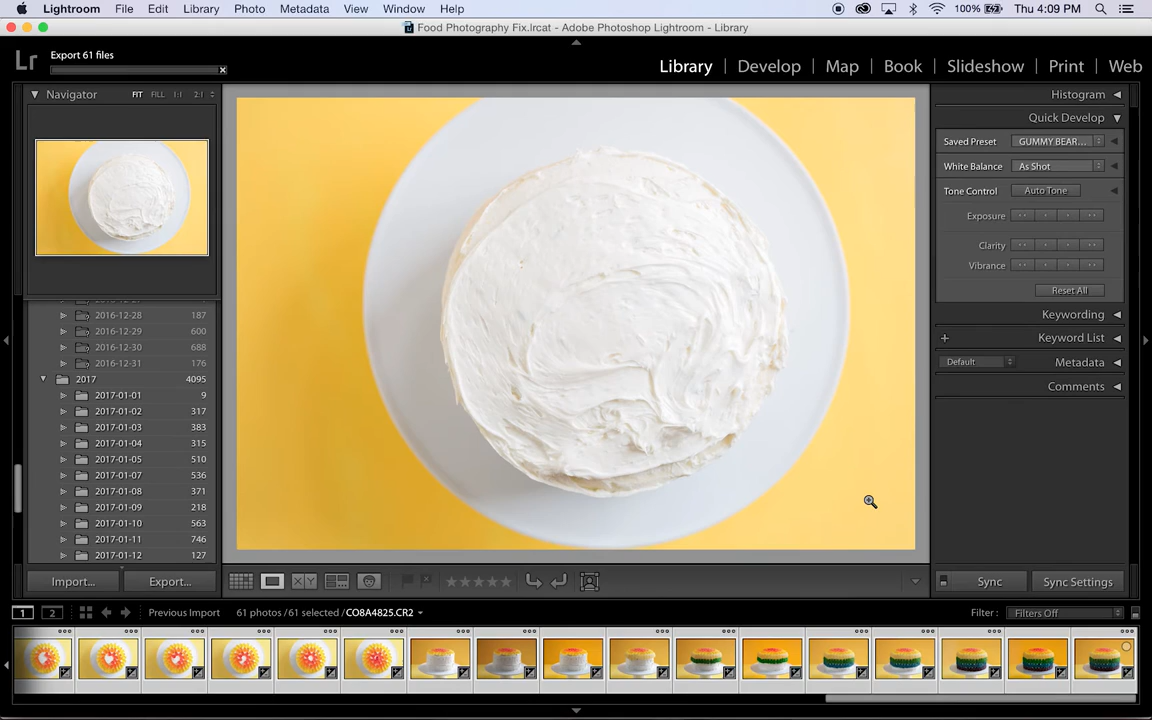 Lightroom File Edit Library Photo Metadata View Window Help 100% Thu 4:09 PM
Food Photography Fix.lrcat - Adobe Photoshop Lightroom - Library
Lr Export 61 files
Library | Develop | Map | Book | Slideshow | Print | Web
Navigator FIT FILL 1:1 2:1
Histogram
Quick Develop
Saved Preset GUMMY BEAR...
White Balance As Shot
Tone Control Auto Tone
Exposure
Clarity
Vibrance
Reset All
Keywording
+ Keyword List
Default Metadata
Comments
2016-12-28 187
2016-12-29 600
2016-12-30 688
2016-12-31 176
2017 4095
2017-01-01 9
2017-01-02 317
2017-01-03 383
2017-01-04 315
2017-01-05 510
2017-01-07 536
2017-01-08 371
2017-01-09 218
2017-01-10 563
2017-01-11 746
2017-01-12 127
Import... Export...
XY
Sync Sync Settings
1 2 Previous Import 61 photos/61 selected/CO8A4825.CR2
Filter: Filters Off